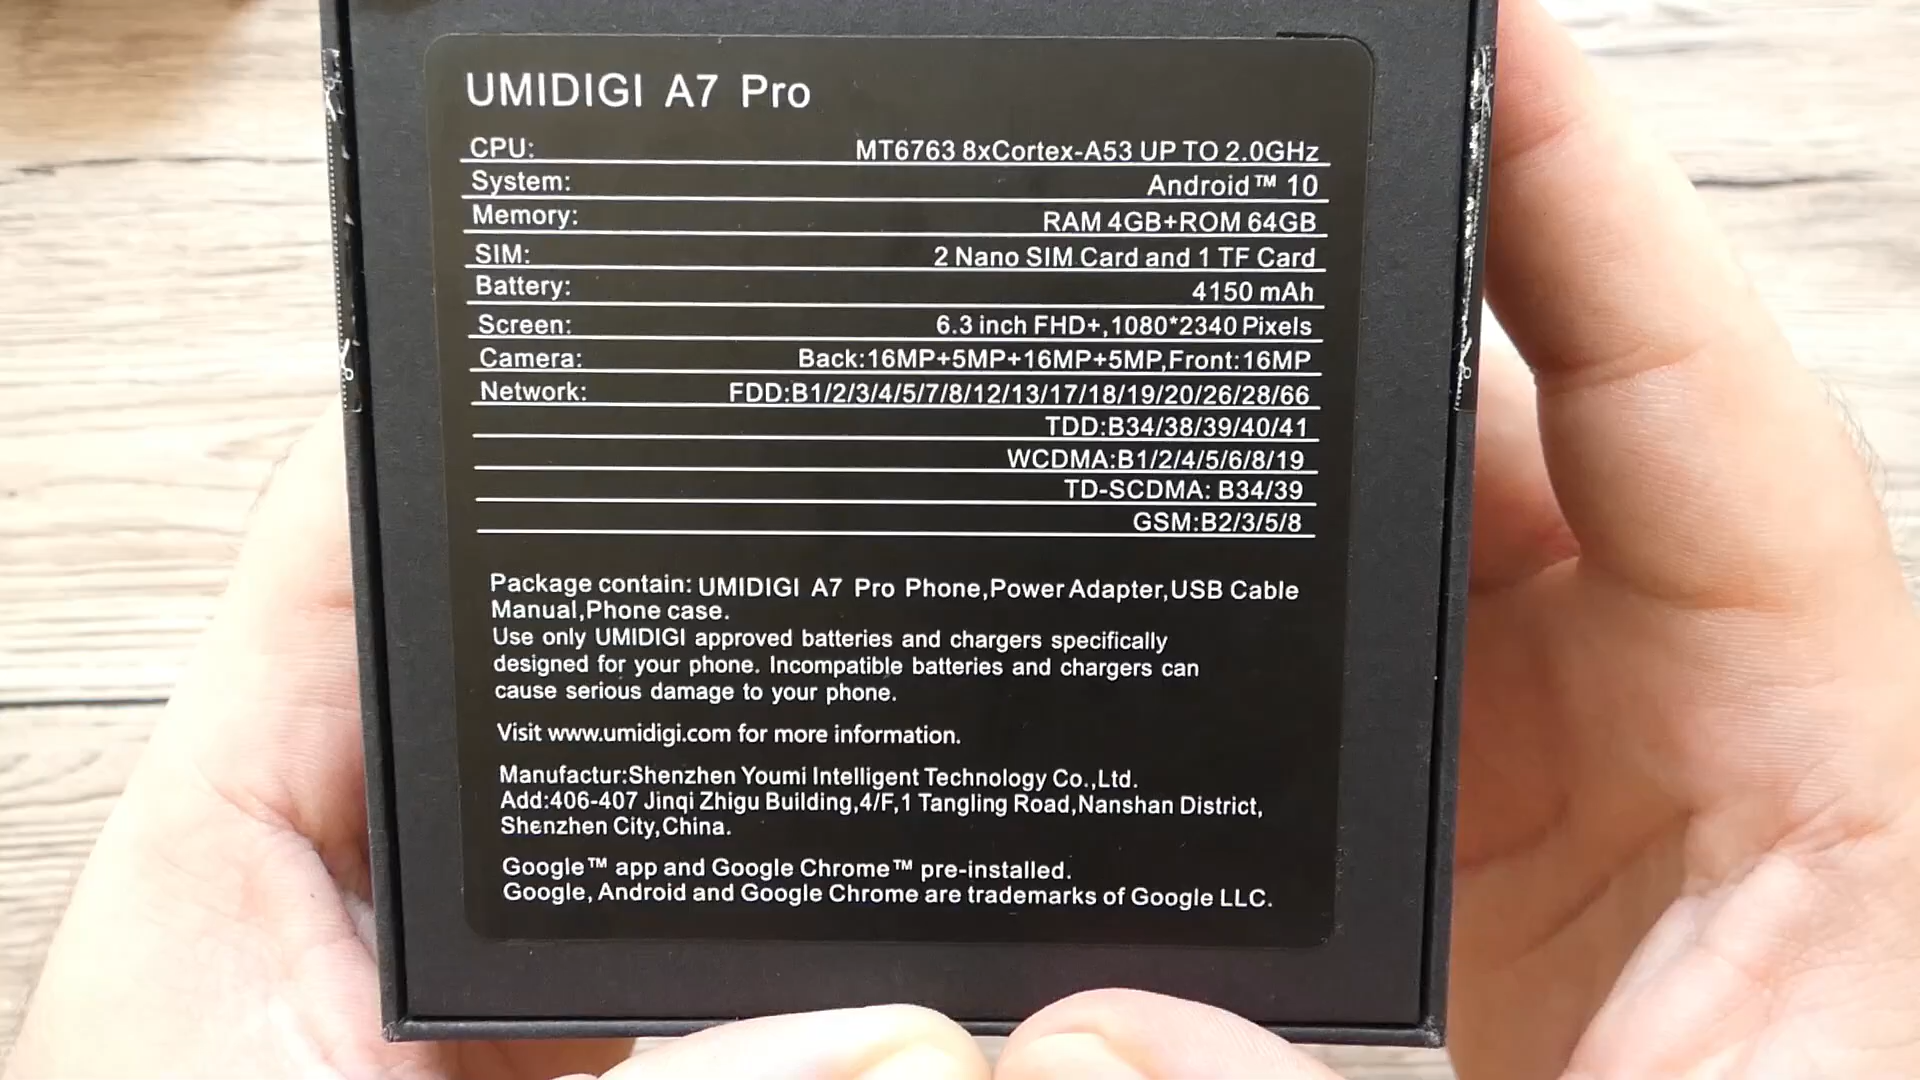 UMIDIGI A7 Pro
CPU: MT6763 8xCortex-A53 UP TO 2.0GHz
System: Android™ 10
Memory: RAM 4GB+ROM 64GB
SIM: 2 Nano SIM Card and 1 TF Card
Battery: 4150 mAh
Screen: 6.3 inch FHD+,1080*2340 Pixels
Camera: Back:16MP+5MP+16MP+5MP,Front:16MP
Network: FDD:B1/2/3/4/5/7/8/12/13/17/18/19/20/26/28/66
TDD:B34/38/39/40/41
WCDMA:B1/2/4/5/6/8/19
TD-SCDMA: B34/39
GSM:B2/3/5/8
Package contain: UMIDIGI A7 Pro Phone,Power Adapter,USB Cable
Manual,Phone case.
Use only UMIDIGI approved batteries and chargers specifically
designed for your phone. Incompatible batteries and chargers can
cause serious damage to your phone.
Visit www.umidigi.com for more information.
Manufactur:Shenzhen Youmi Intelligent Technology Co.,Ltd.
Add:406-407 Jinqi Zhigu Building,4/F,1 Tangling Road,Nanshan District,
Shenzhen City,China.
Google™ app and Google Chrome™ pre-installed.
Google, Android and Google Chrome are trademarks of Google LLC.